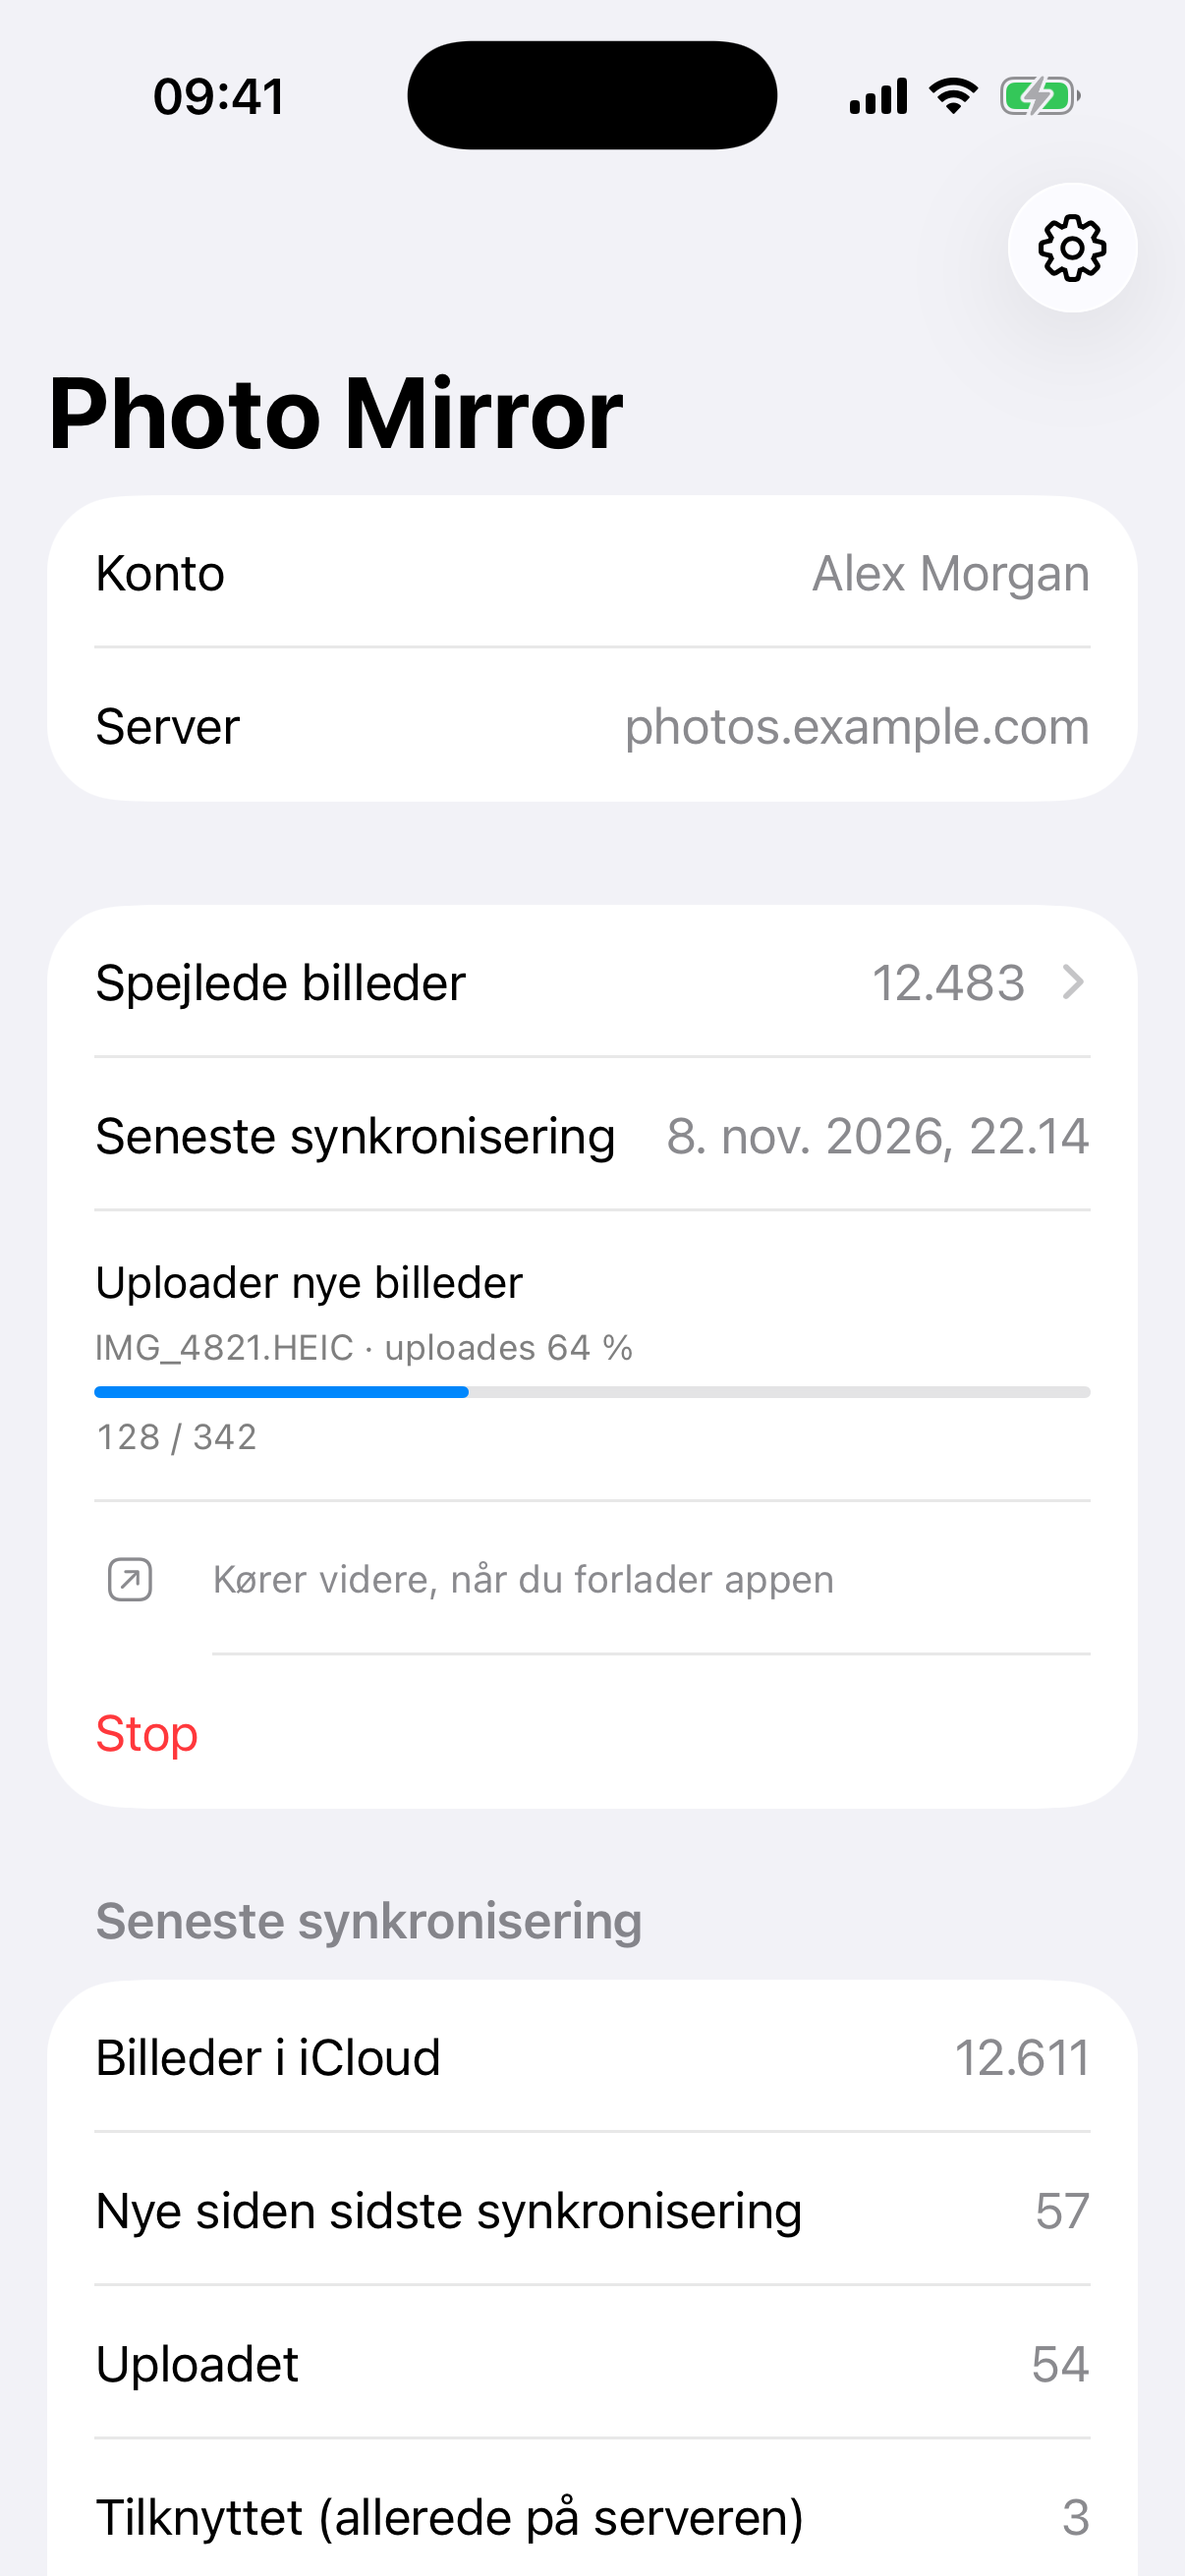 09:41
Photo Mirror
Konto Alex Morgan
Server photos.example.com
Spejlede billeder 12.483
Seneste synkronisering 8. nov. 2026, 22.14
Uploader nye billeder
IMG_4821.HEIC · uploades 64 %
128 / 342
Kører videre, når du forlader appen
Stop
Seneste synkronisering
Billeder i iCloud 12.611
Nye siden sidste synkronisering 57
Uploadet 54
Tilknyttet (allerede på serveren) 3